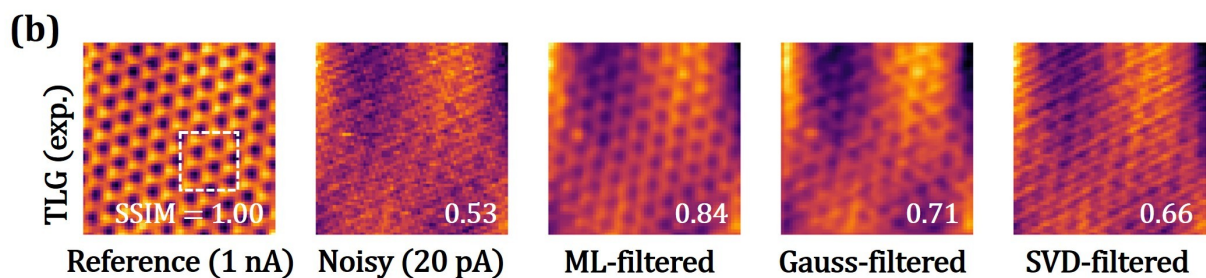 (b)
TLG (exp.)
SSIM = 1.00
0.53
0.84
0.71
0.66
Reference (1 nA)
Noisy (20 pA)
ML-filtered
Gauss-filtered
SVD-filtered